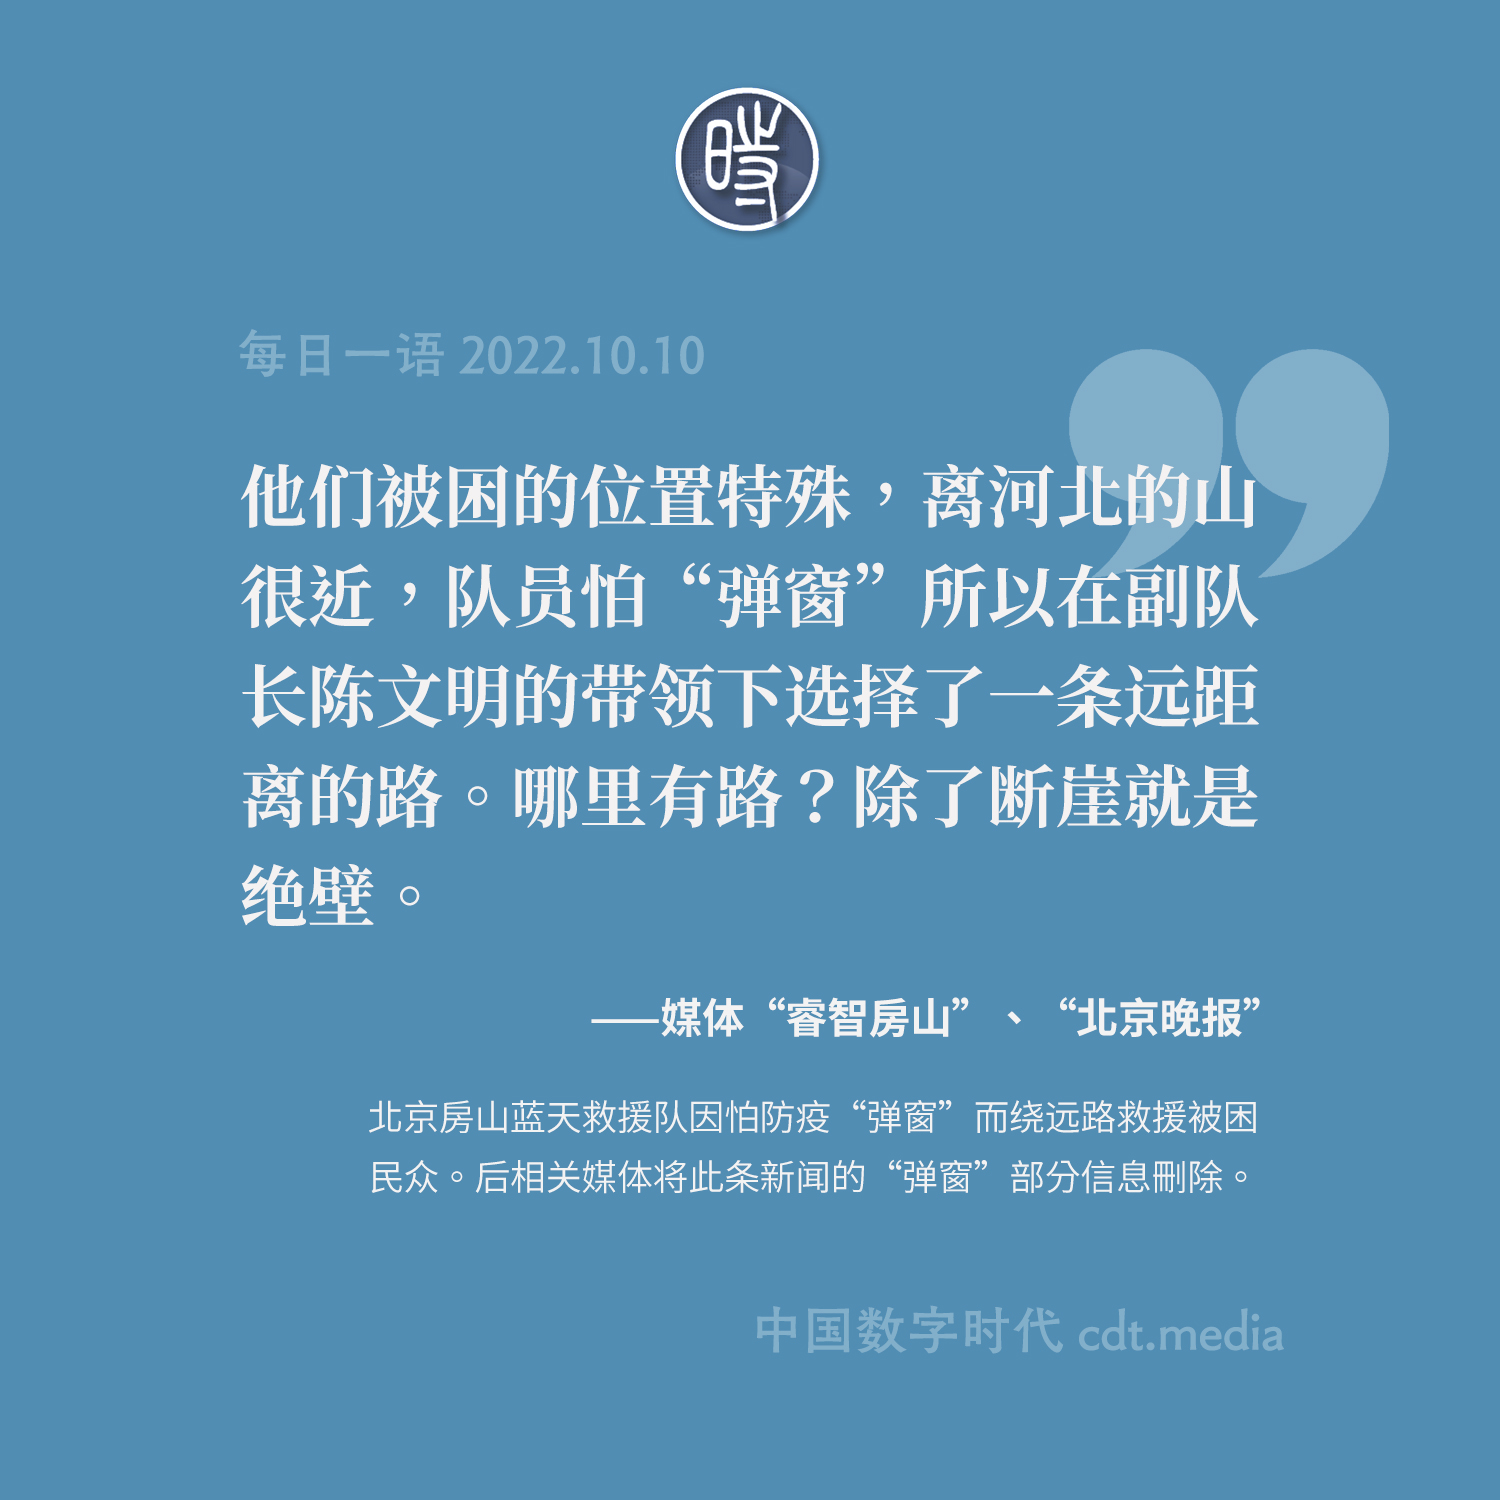 時
每日一语 2022.10.10
他们被困的位置特殊，离河北的山
很近，队员怕“弹窗”所以在副队
长陈文明的带领下选择了一条远距
离的路。哪里有路？除了断崖就是
绝壁。
——媒体“睿智房山”、“北京晚报”
北京房山蓝天救援队因怕防疫“弹窗”而绕远路救援被困
民众。后相关媒体将此条新闻的“弹窗”部分信息删除。
中国数字时代 cdt.media